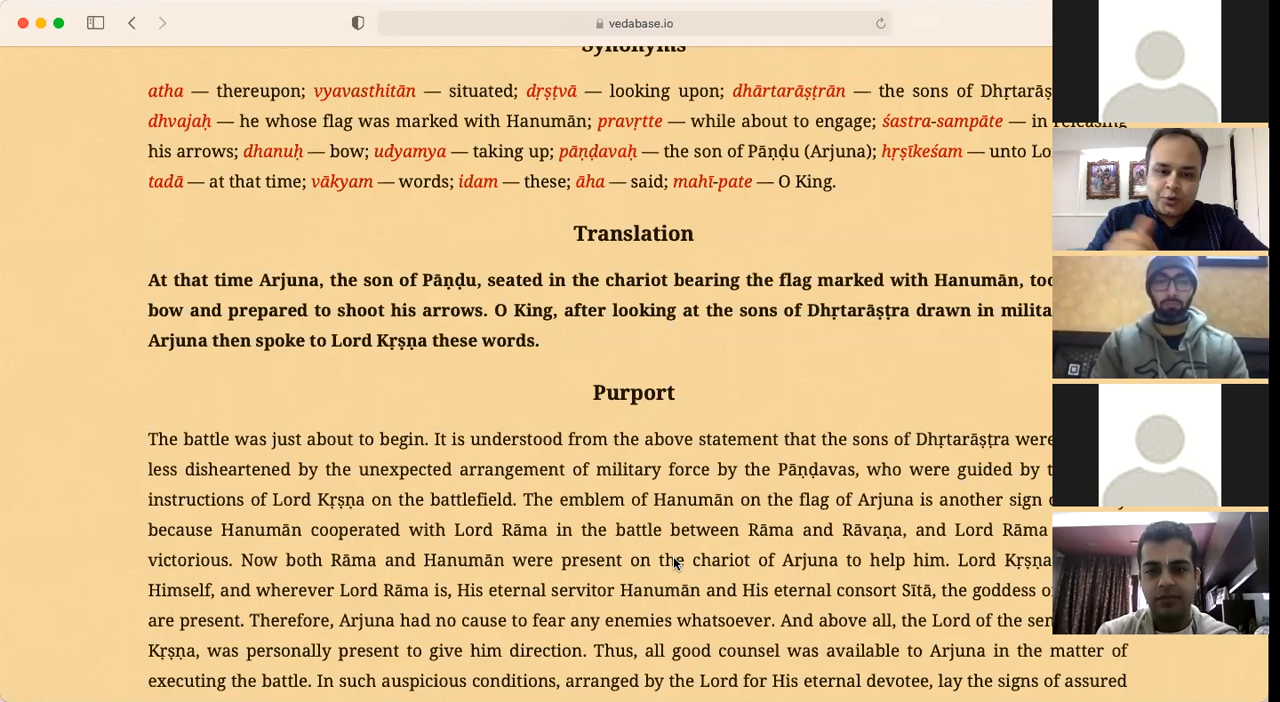 vedabase.io
Synonyms
atha — thereupon; vyavasthitān — situated; dṛṣṭvā — looking upon; dhārtarāṣṭrān — the sons of
dhvajaḥ — he whose flag was marked with Hanumān; pravṛtte — while about to engage; śastra-sampāte — in releasing
his arrows; dhanuḥ — bow; udyamya — taking up; pāṇḍavaḥ — the son of Pāṇḍu (Arjuna); hṛṣīkeśam — unto
tadā — at that time; vākyam — words; idam — these; āha — said; mahī-pate — O King.
Translation
At that time Arjuna, the son of Pāṇḍu, seated in the chariot bearing the flag marked with Hanumān,
bow and prepared to shoot his arrows. O King, after looking at the sons of Dhṛtarāṣṭra drawn in
Arjuna then spoke to Lord Kṛṣṇa these words.
Purport
The battle was just about to begin. It is understood from the above statement that the sons of Dhṛtarāṣṭra were
less disheartened by the unexpected arrangement of military force by the Pāṇḍavas, who were guided by
instructions of Lord Kṛṣṇa on the battlefield. The emblem of Hanumān on the flag of Arjuna is another sign
because Hanumān cooperated with Lord Rāma in the battle between Rāma and Rāvaṇa, and Lord Rāma
victorious. Now both Rāma and Hanumān were present on the chariot of Arjuna to help him. Lord Kṛṣṇa
Himself, and wherever Lord Rāma is, His eternal servitor Hanumān and His eternal consort Sītā, the goddess
are present. Therefore, Arjuna had no cause to fear any enemies whatsoever. And above all, the Lord of the
Kṛṣṇa, was personally present to give him direction. Thus, all good counsel was available to Arjuna in the matter of
executing the battle. In such auspicious conditions, arranged by the Lord for His eternal devotee, lay the signs of assured